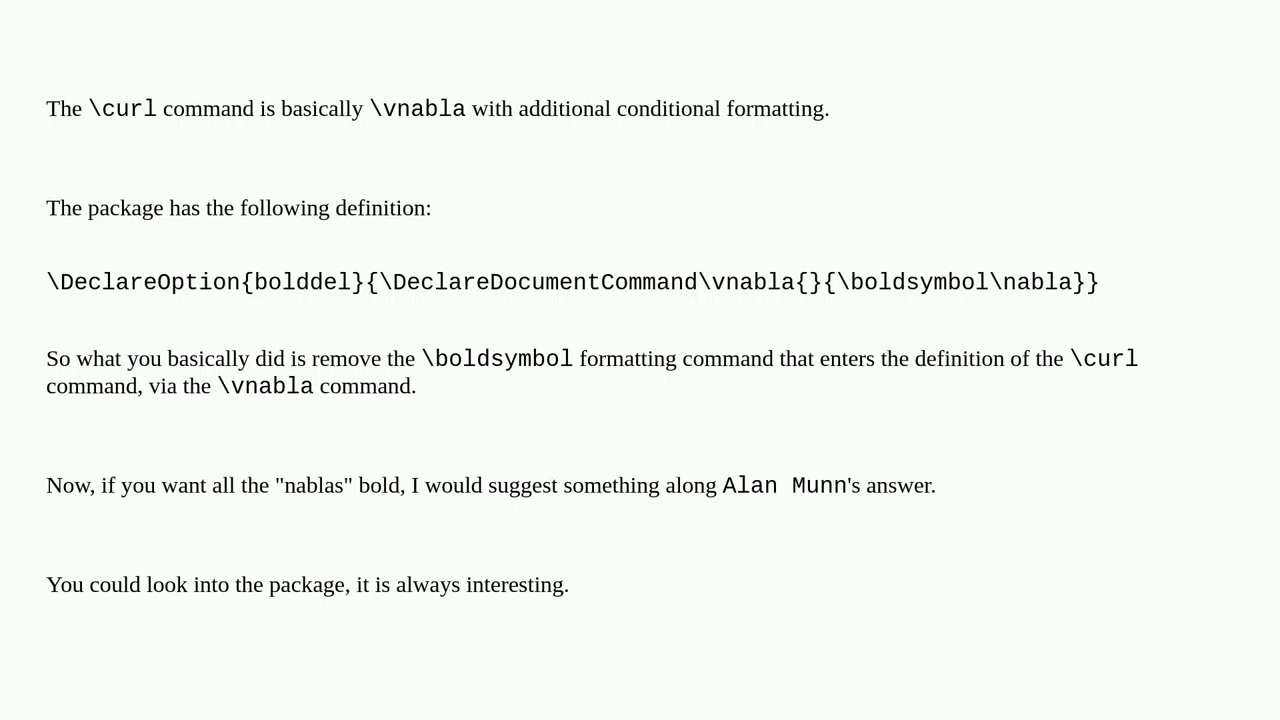 The \curl command is basically \vnabla with additional conditional formatting.
The package has the following definition:
\DeclareOption{bolddel}{\DeclareDocumentCommand\vnabla{}{\boldsymbol\nabla}}
So what you basically did is remove the \boldsymbol formatting command that enters the definition of the \curl
command, via the \vnabla command.
Now, if you want all the "nablas" bold, I would suggest something along Alan Munn's answer.
You could look into the package, it is always interesting.